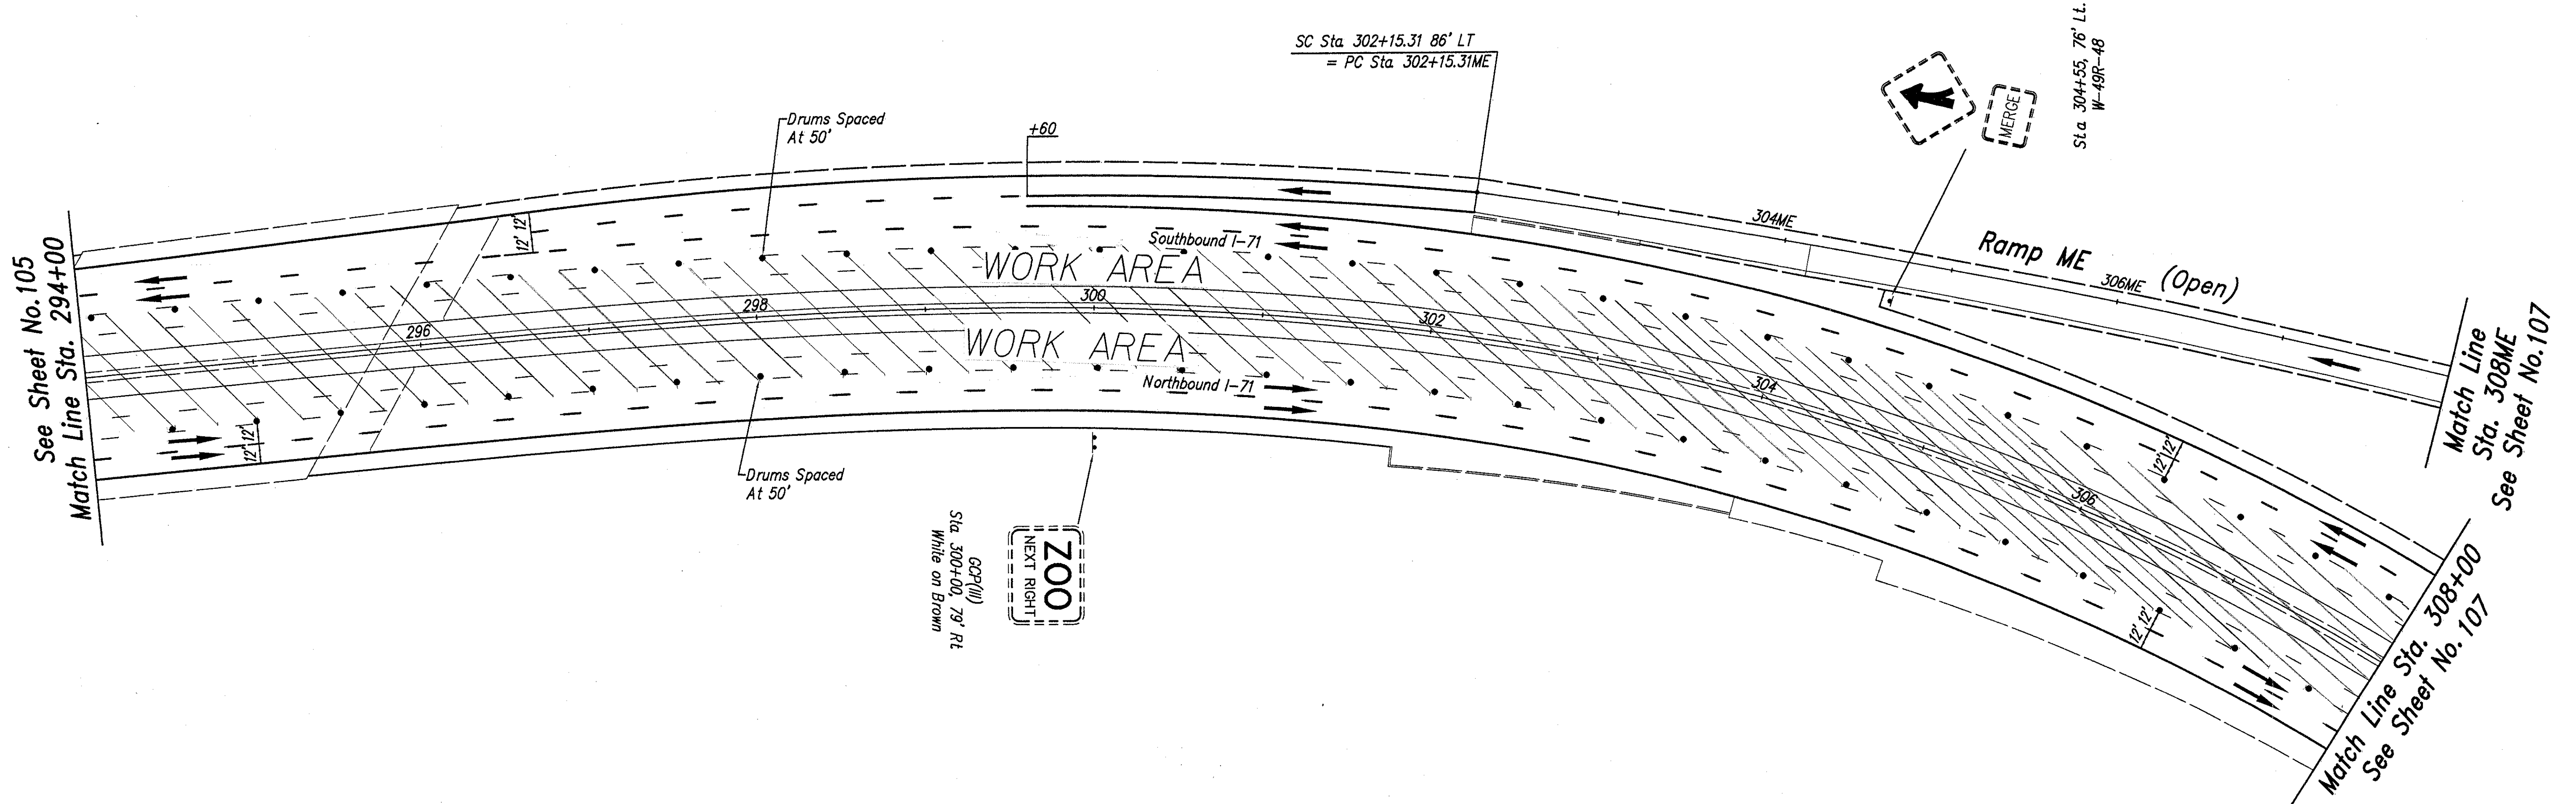 SC Sta 302+15.31 86' LT
= PC Sta 302+15.31ME
Sta 304+55, 76' Lt.
W-49R-48
MERGE
Drums Spaced
At 50'
+60
See Sheet No.105
Match Line Sta. 294+00
12' 12'
Southbound I-71
WORK AREA
304ME
Ramp ME (Open)
306ME
296
298
300
302
304
306
WORK AREA
Northbound I-71
12' 12'
12' 12'
12' 12'
Drums Spaced
At 50'
ZOO
NEXT RIGHT
GCP(III)
Sta 300+00, 79' Rt
White on Brown
Match Line
Sta. 308ME
See Sheet No.107
Match Line Sta. 308+00
See Sheet No.107